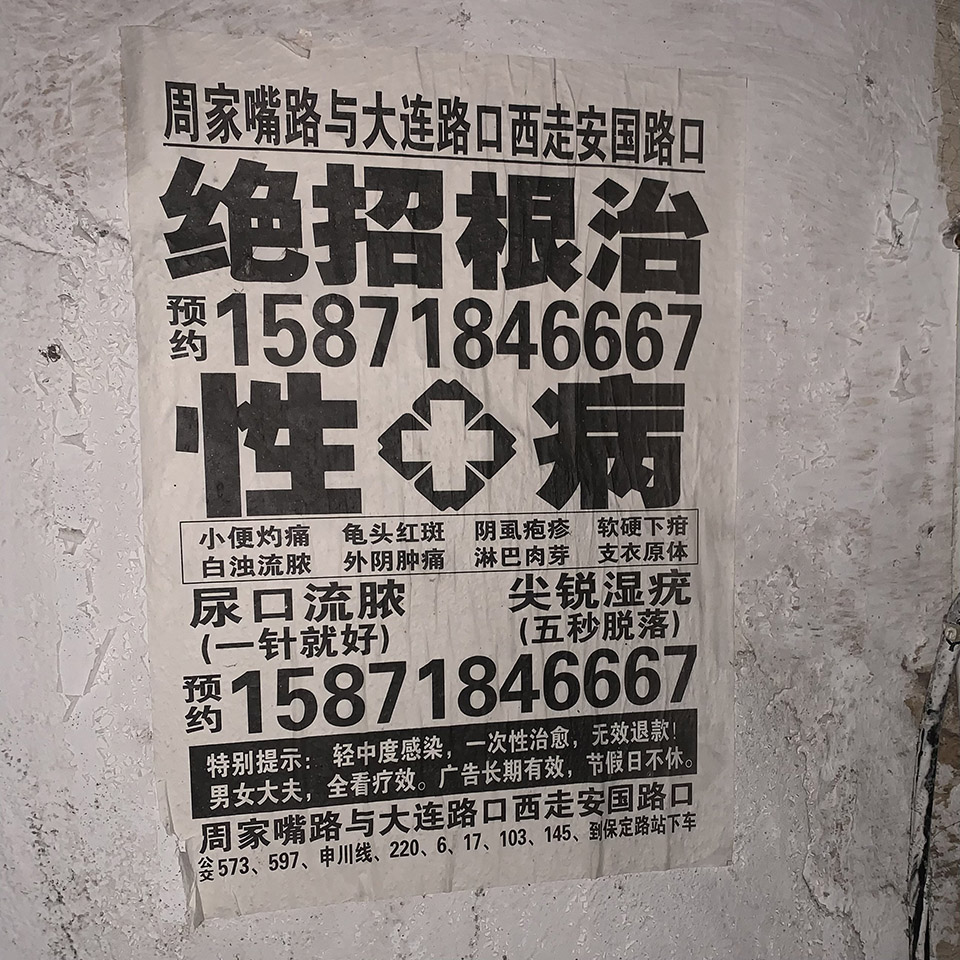 周家嘴路与大连路口西走安国路口
绝招根治
预约 15871846667
性病
小便灼痛 龟头红斑 阴虱疱疹 软硬下疳
白浊流脓 外阴肿痛 淋巴肉芽 支衣原体
尿口流脓 尖锐湿疣
(一针就好) (五秒脱落)
预约 15871846667
特别提示：轻中度感染，一次性治愈，无效退款！
男女大夫，全看疗效。广告长期有效，节假日不休。
周家嘴路与大连路口西走安国路口
公交 573、597、申川线、220、6、17、103、145、到保定路站下车